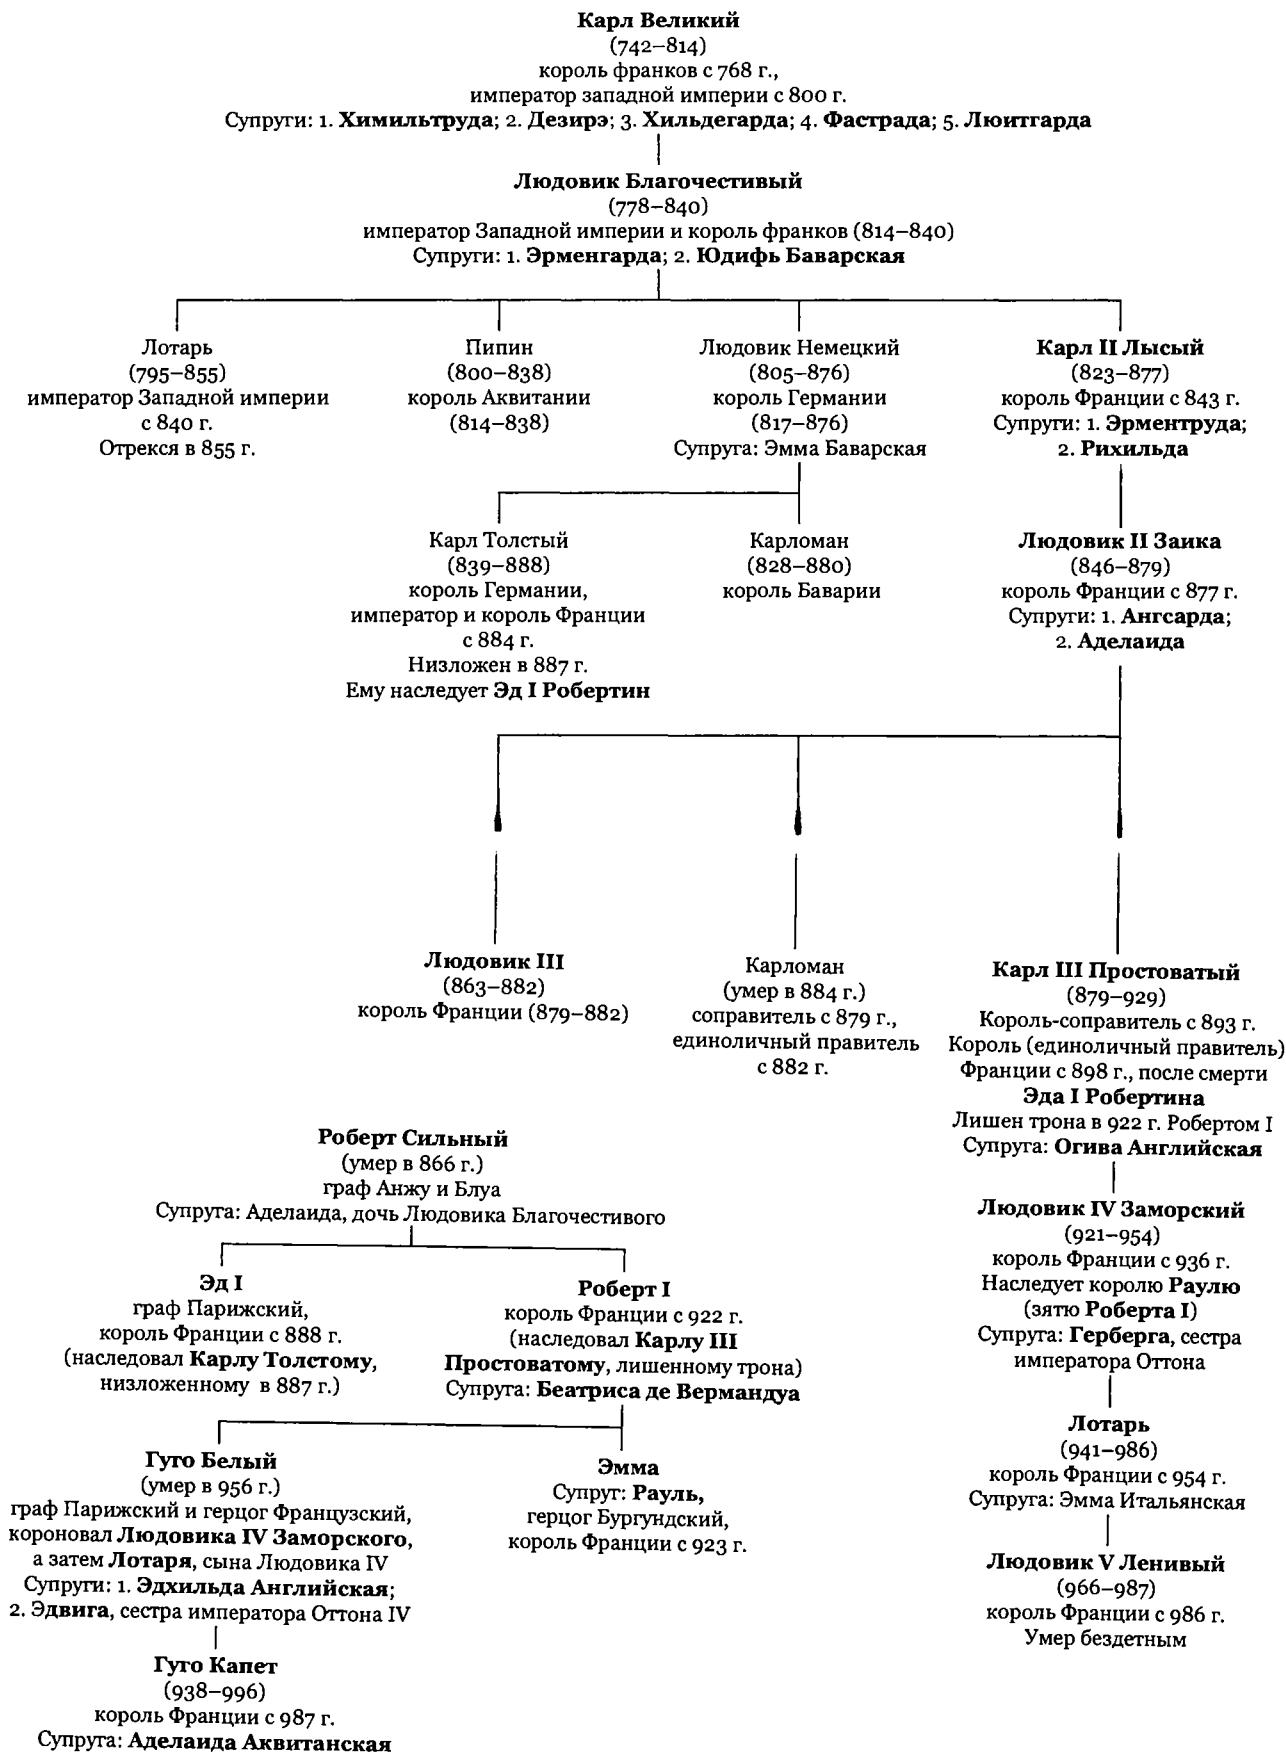 Карл Великий
(742–814)
король франков с 768 г.,
император западной империи с 800 г.
Супруги: 1. Химильтруда; 2. Дезирэ; 3. Хильдегарда; 4. Фастрада; 5. Люитгарда
Людовик Благочестивый
(778–840)
император Западной империи и король франков (814–840)
Супруги: 1. Эрменгарда; 2. Юдифь Баварская
Лотарь
(795–855)
император Западной империи
с 840 г.
Отрекся в 855 г.
Пипин
(800–838)
король Аквитании
(814–838)
Людовик Немецкий
(805–876)
король Германии
(817–876)
Супруга: Эмма Баварская
Карл II Лысый
(823–877)
король Франции с 843 г.
Супруги: 1. Эрментруда;
2. Рихильда
Карл Толстый
(839–888)
король Германии,
император и король Франции
с 884 г.
Низложен в 887 г.
Ему наследует Эд I Робертин
Карломан
(828–880)
король Баварии
Людовик II Заика
(846–879)
король Франции с 877 г.
Супруги: 1. Ангсарда;
2. Аделаида
Людовик III
(863–882)
король Франции (879–882)
Карломан
(умер в 884 г.)
соправитель с 879 г.,
единоличный правитель
с 882 г.
Карл III Простоватый
(879–929)
Король-соправитель с 893 г.
Король (единоличный правитель)
Франции с 898 г., после смерти
Эда I Робертина
Лишен трона в 922 г. Робертом I
Супруга: Огива Английская
Роберт Сильный
(умер в 866 г.)
граф Анжу и Блуа
Супруга: Аделаида, дочь Людовика Благочестивого
Эд I
граф Парижский,
король Франции с 888 г.
(наследовал Карлу Толстому,
низложенному в 887 г.)
Роберт I
король Франции с 922 г.
(наследовал Карлу III
Простоватому, лишенному трона)
Супруга: Беатриса де Вермандуа
Людовик IV Заморский
(921–954)
король Франции с 936 г.
Наследует королю Раулю
(зятю Роберта I)
Супруга: Герберга, сестра
императора Оттона
Гуго Белый
(умер в 956 г.)
граф Парижский и герцог Французский,
короновал Людовика IV Заморского,
а затем Лотаря, сына Людовика IV
Супруги: 1. Эдхильда Английская;
2. Эдвига, сестра императора Оттона IV
Эмма
Супруг: Рауль,
герцог Бургундский,
король Франции с 923 г.
Лотарь
(941–986)
король Франции с 954 г.
Супруга: Эмма Итальянская
Людовик V Ленивый
(966–987)
король Франции с 986 г.
Умер бездетным
Гуго Капет
(938–996)
король Франции с 987 г.
Супруга: Аделаида Аквитанская